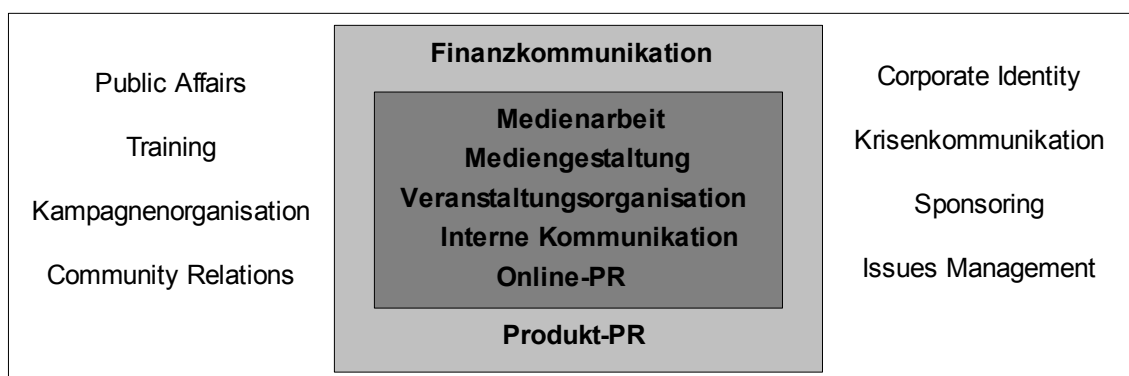 Public Affairs
Training
Kampagnenorganisation
Community Relations
Finanzkommunikation
Medienarbeit
Mediengestaltung
Veranstaltungsorganisation
Interne Kommunikation
Online-PR
Produkt-PR
Corporate Identity
Krisenkommunikation
Sponsoring
Issues Management